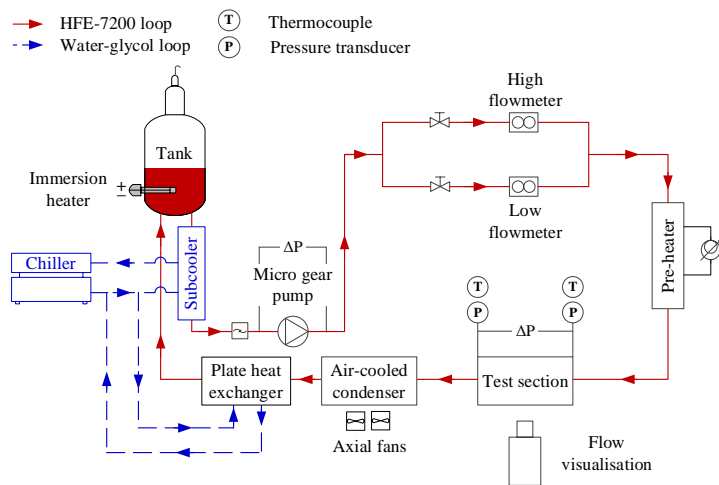 HFE-7200 loop
Water-glycol loop
T
Thermocouple
P
Pressure transducer
High
flowmeter
Tank
Immersion
heater
+
−
Low
flowmeter
Subcooler
Chiller
ΔP
Micro gear
pump
Pre-heater
T
T
P
P
ΔP
Plate heat
exchanger
Air-cooled
condenser
Test section
Axial fans
Flow
visualisation